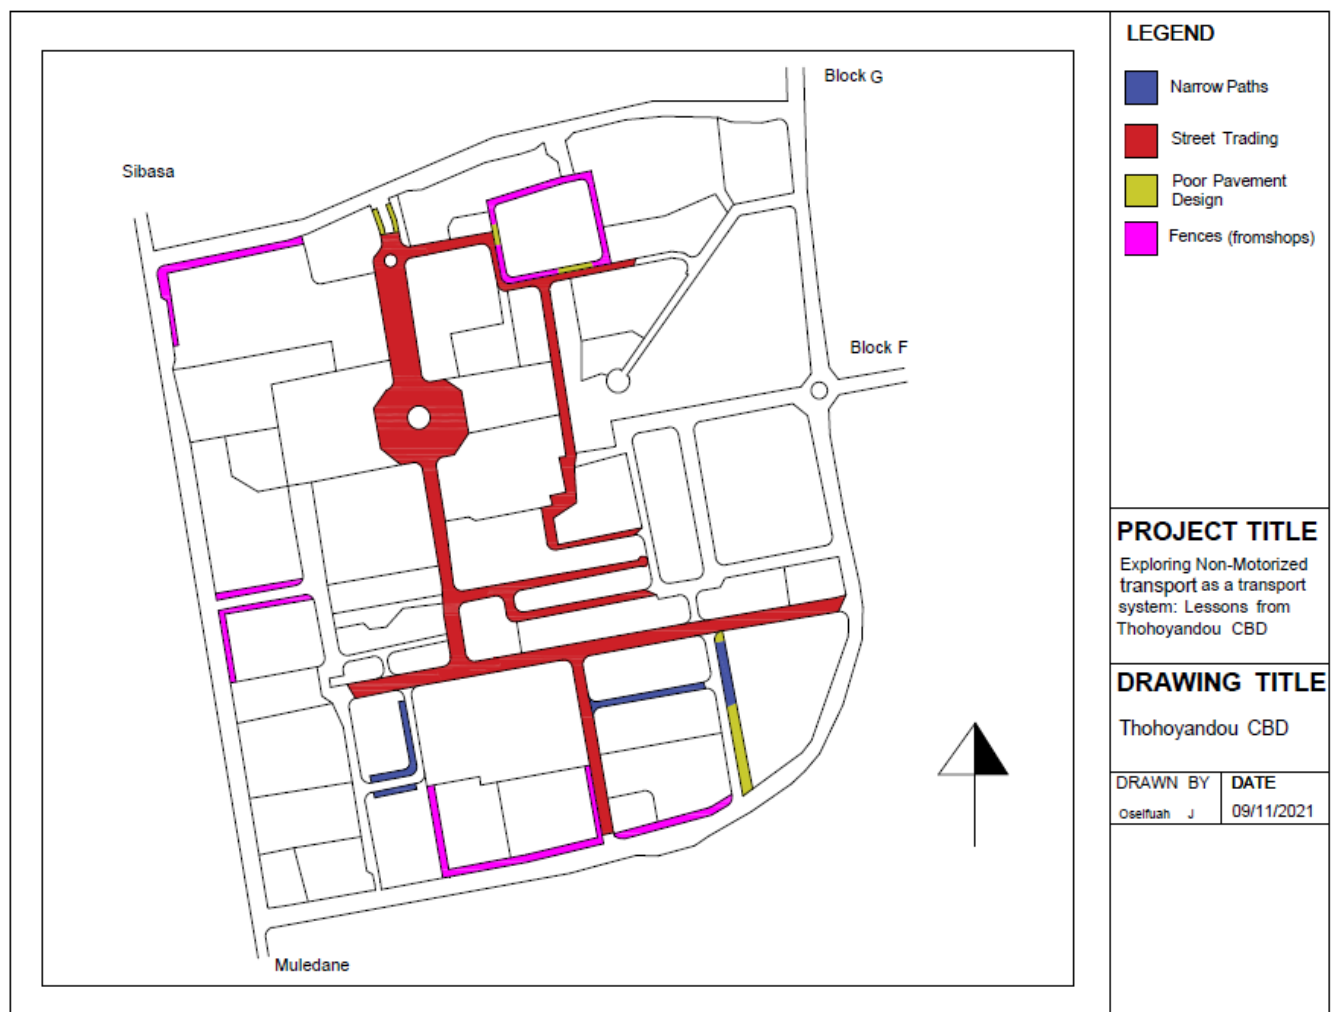 Block G
Sibasa
Block F
Muledane
LEGEND
Narrow Paths
Street Trading
Poor Pavement
Design
Fences (fromshops)
PROJECT TITLE
Exploring Non-Motorized
transport as a transport
system: Lessons from
Thohoyandou CBD
DRAWING TITLE
Thohoyandou CBD
DRAWN BY
Oseifuah J
DATE
09/11/2021